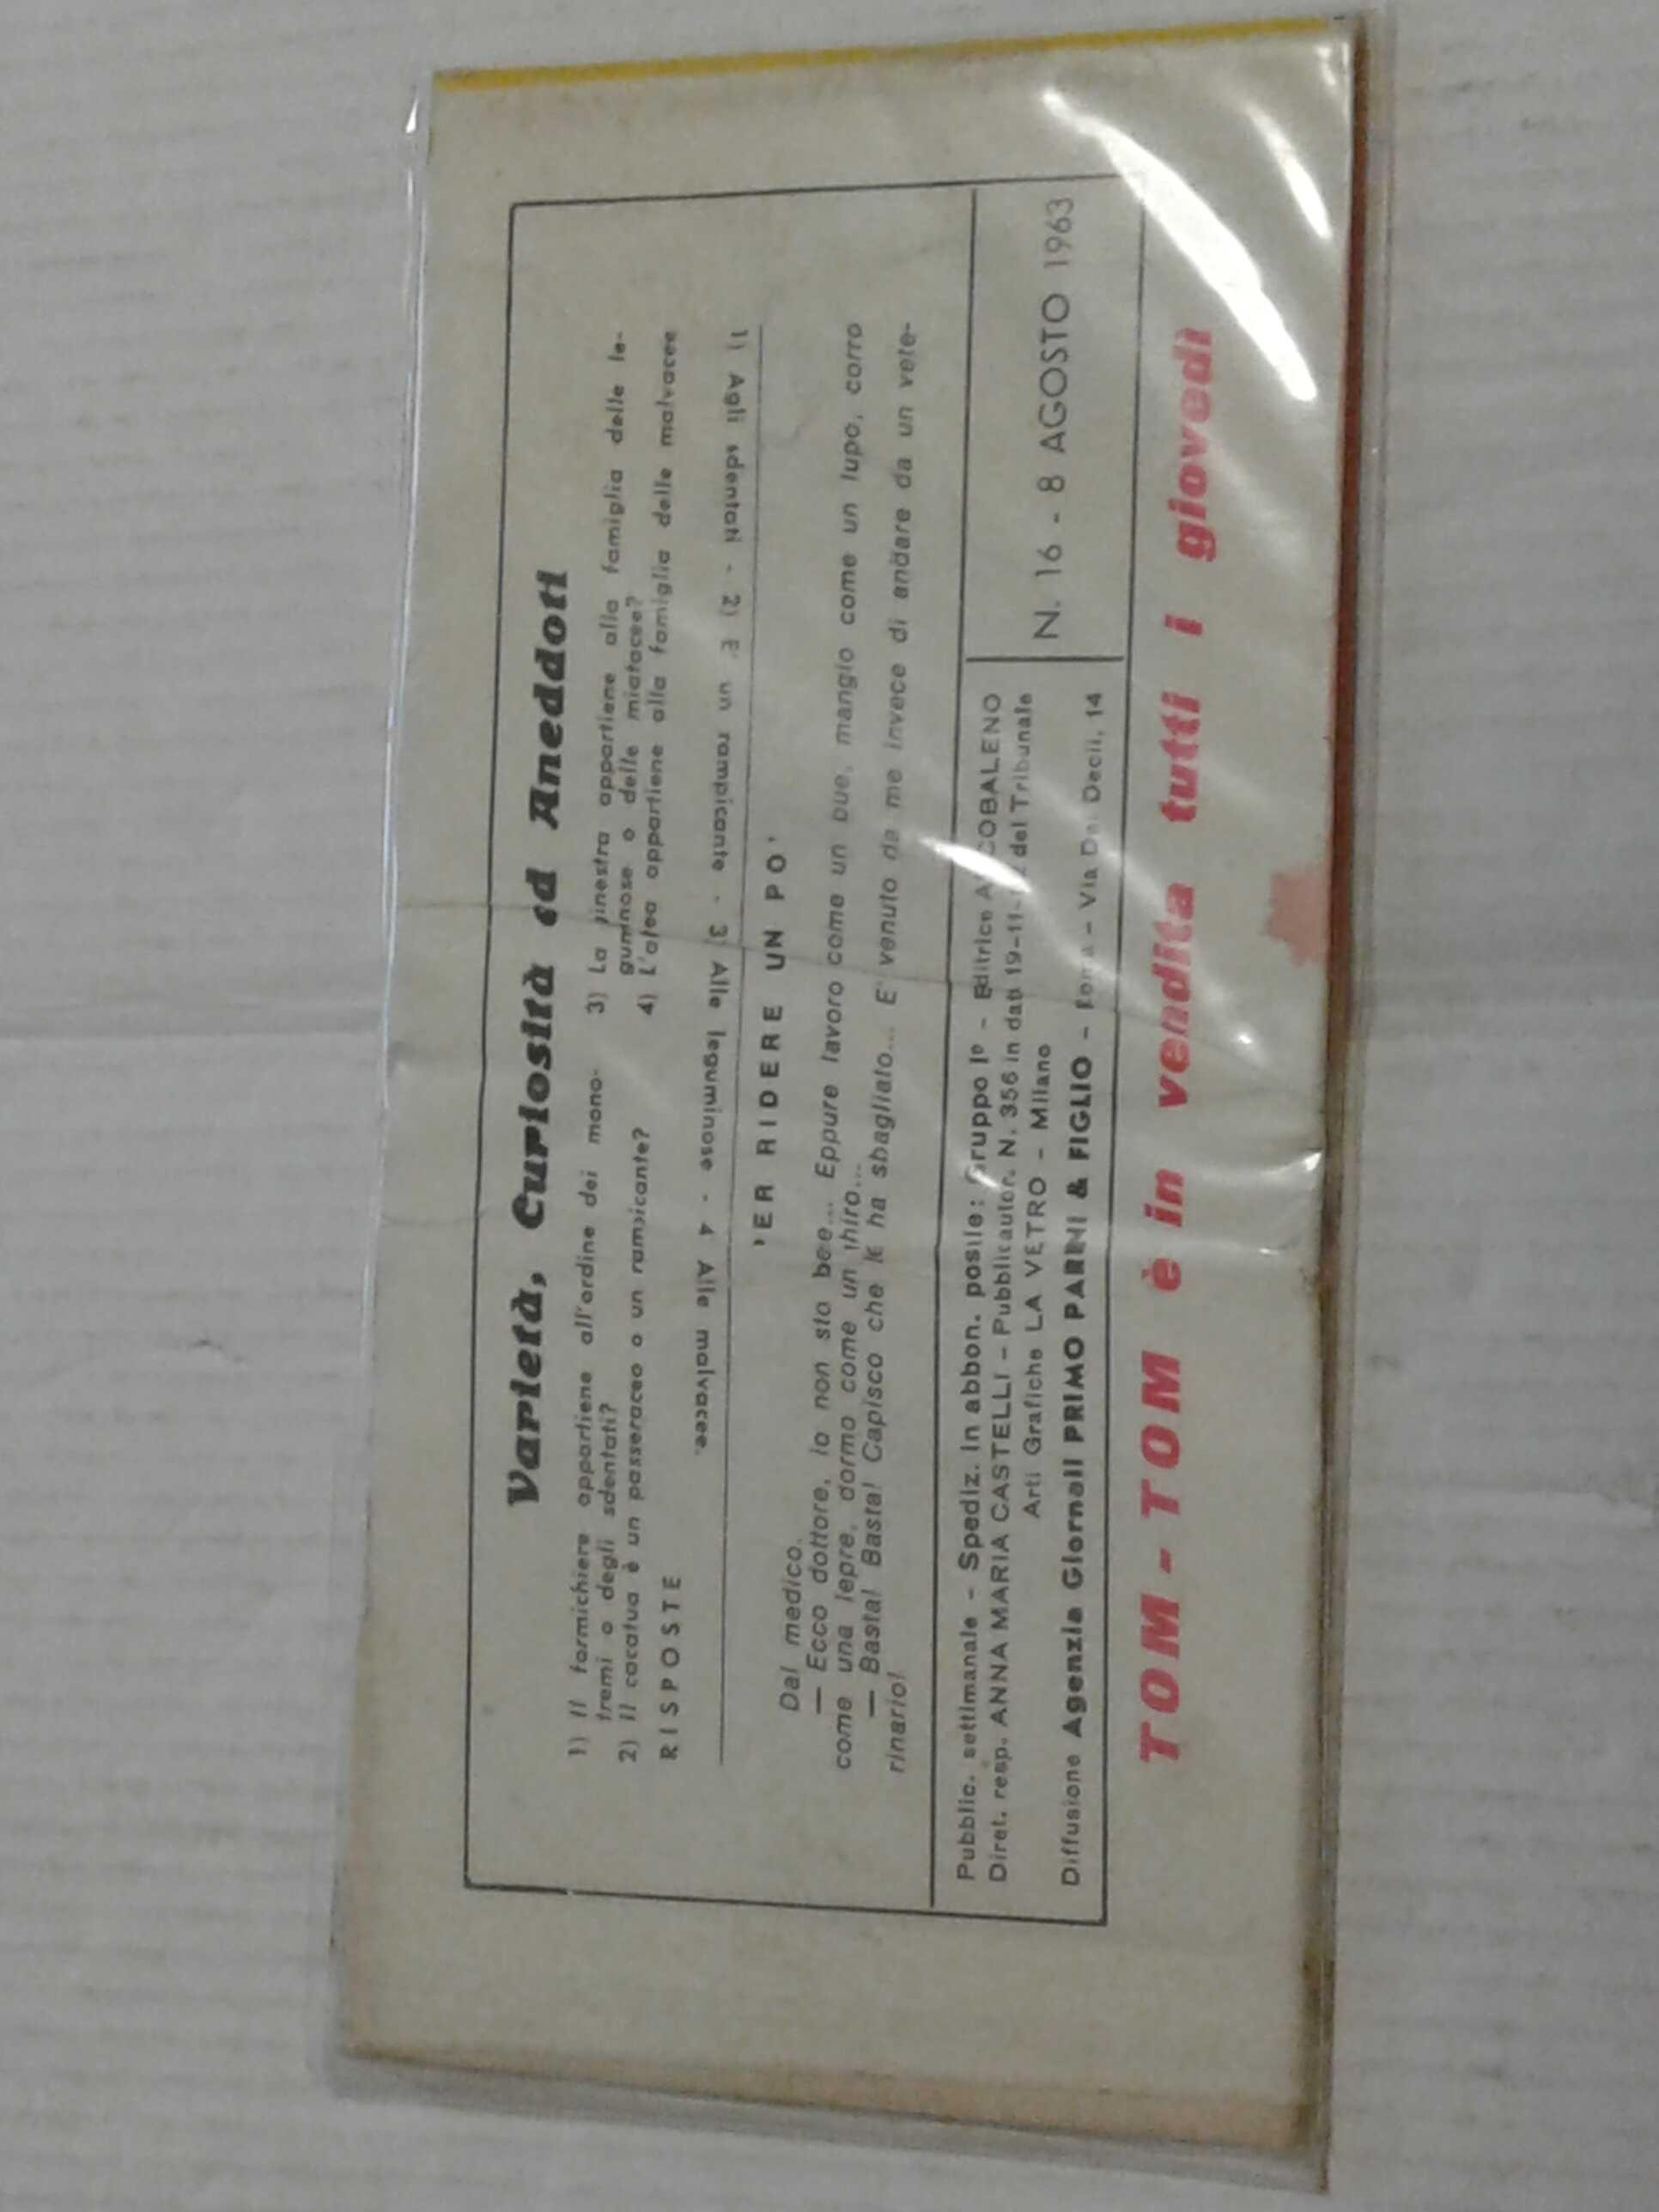 Varietà, Curiosità ed Aneddoti
1) Il formichiere appartiene all'ordine dei mono-
tremi o degli sdentati?
2) Il cacatua è un passeraceo o un rampicante?
3) La ginestra appartiene alla famiglia delle le-
guminose o delle miatacee?
4) L'alea appartiene alla famiglia delle malvacee
RISPOSTE
1) Agli sdentati - 2) E' un rampicante - 3) Alle leguminose - 4 Alle malvacee.
'ER RIDERE UN PO'
Dal medico.
— Ecco dottore, io non sto bee... Eppure lavoro come un bue, mangio come un lupo, corro
come una lepre, dormo come un ghiro...
— Basta! Basta! Capisco che le ha sbagliato... E' venuto da me invece di andare da un vete-
rinario!
Pubblic. settimanale - Spediz. in abbon. postle: Gruppo I° - Editrice ARCOBALENO
Diret. resp. ANNA MARIA CASTELLI - Pubblic autor. N. 356 in data 19-11- del Tribunale
Arti Grafiche LA VETRO - Milano
Diffusione Agenzia Giornali PRIMO PARNI & FIGLIO - Roma - Via Dei Decii, 14
N. 16 - 8 AGOSTO 1963
TOM - TOM è in vendita tutti i giovedì